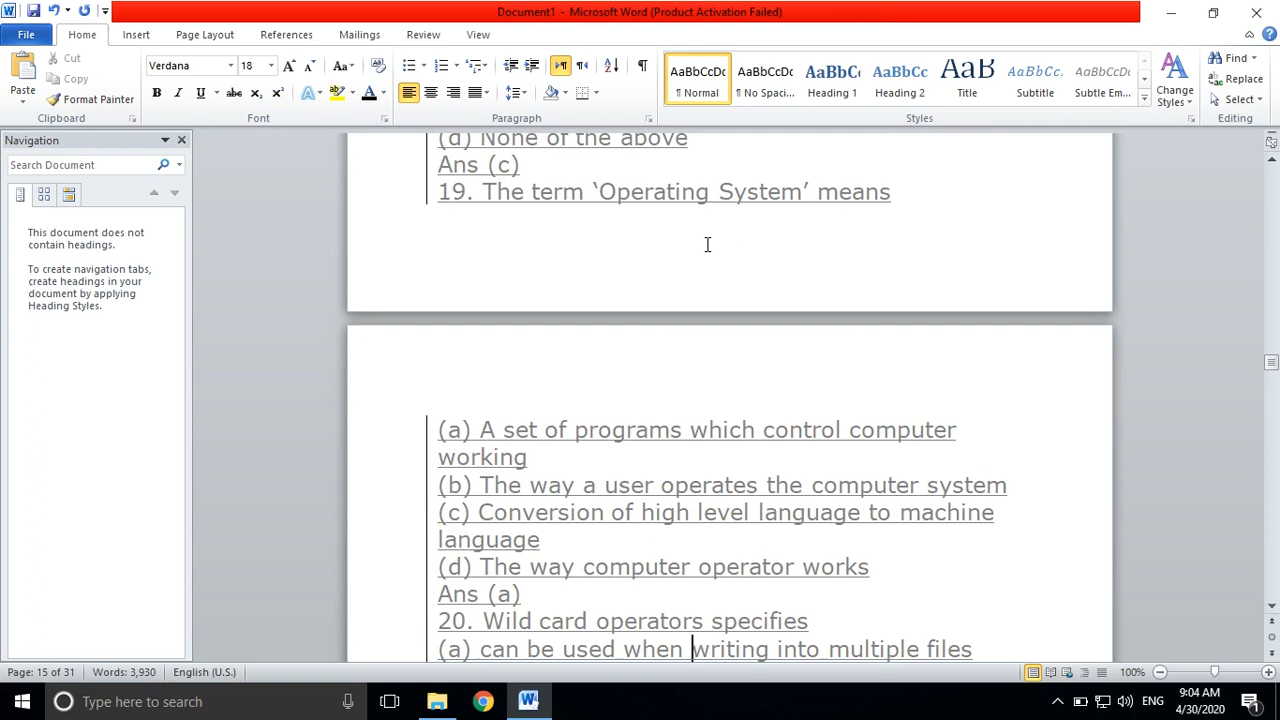 Document1 - Microsoft Word (Product Activation Failed)
File Home Insert Page Layout References Mailings Review View
Paste Cut Copy Format Painter
Clipboard
Verdana 18
Font
Paragraph
AaBbCcDc ¶ Normal
AaBbCcDc ¶ No Spaci...
AaBbCc Heading 1
AaBbCc Heading 2
AaB Title
AaBbCc. Subtitle
AaBbCcDc Subtle Em...
Change Styles
Styles
Find
Replace
Select
Editing
Navigation
Search Document
This document does not
contain headings.
To create navigation tabs,
create headings in your
document by applying
Heading Styles.
(d) None of the above
Ans (c)
19. The term ‘Operating System’ means
(a) A set of programs which control computer
working
(b) The way a user operates the computer system
(c) Conversion of high level language to machine
language
(d) The way computer operator works
Ans (a)
20. Wild card operators specifies
(a) can be used when writing into multiple files
Page: 15 of 31 Words: 3,930 English (U.S.) 100%
Type here to search
ENG
9:04 AM
4/30/2020
1